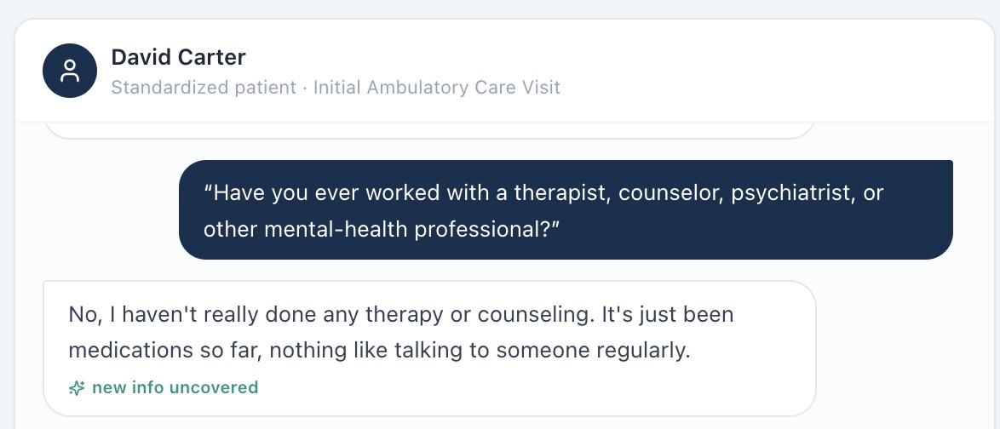 David Carter
Standardized patient · Initial Ambulatory Care Visit
“Have you ever worked with a therapist, counselor, psychiatrist, or
other mental-health professional?”
No, I haven't really done any therapy or counseling. It's just been
medications so far, nothing like talking to someone regularly.
new info uncovered